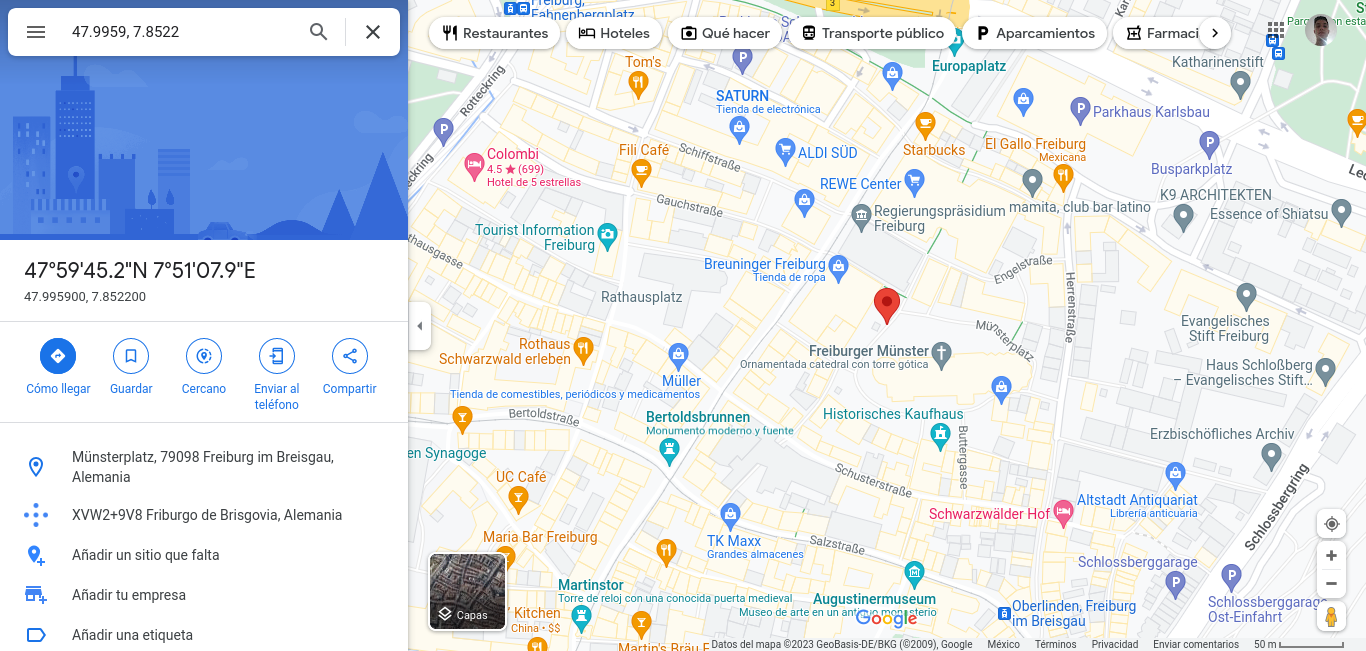 47.9959, 7.8522
47°59'45.2"N 7°51'07.9"E
47.995900, 7.852200
Cómo llegar
Guardar
Cercano
Enviar al
teléfono
Compartir
Münsterplatz, 79098 Freiburg im Breisgau,
Alemania
XVW2+9V8 Friburgo de Brisgovia, Alemania
Añadir un sitio que falta
Añadir tu empresa
Añadir una etiqueta
Freiburg,
Fahnenbergplatz
3
Restaurantes
Hoteles
Qué hacer
Transporte público
Aparcamientos
Farmaci
Tom's
Europaplatz
Katharinenstift
Rotteckring
SATURN
Tienda de electrónica
Parkhaus Karlsbau
Colombi
4.5 ★ (699)
Hotel de 5 estrellas
Fili Café
Schiffstraße
ALDI SÜD
Starbucks
El Gallo Freiburg
Mexicana
Busparkplatz
REWE Center
K9 ARCHITEKTEN
Gauchstraße
Regierungspräsidium
Freiburg
mamita, club bar latino
Essence of Shiatsu
Tourist Information
Freiburg
Breuninger Freiburg
Tienda de ropa
Engelstraße
Herrenstraße
Rathausplatz
Münsterplatz
Evangelisches
Stift Freiburg
Rothaus
Schwarzwald erleben
Freiburger Münster
Ornamentada catedral con torre gótica
Haus Schloßberg
– Evangelisches Stift...
Müller
Tienda de comestibles, periódicos y medicamentos
Bertoldstraße
Bertoldsbrunnen
Monumento moderno y fuente
Historisches Kaufhaus
Buttergasse
Erzbischöfliches Archiv
en Synagoge
UC Café
Schusterstraße
Altstadt Antiquariat
Librería anticuaria
Schwarzwälder Hof
Schlossbergring
Maria Bar Freiburg
TK Maxx
Grandes almacenes
Salzstraße
Schlossberggarage
Capas
Martinstor
Torre de reloj con una conocida puerta medieval
Augustinermuseum
Museo de arte en un antiguo monasterio
Schlossberggarage
Ost-Einfahrt
Kitchen
China · $$
Google
Oberlinden, Freiburg
im Breisgau
Martin's Bräu F
Datos del mapa ©2023 GeoBasis-DE/BKG (©2009), Google
México
Términos
Privacidad
Enviar comentarios
50 m